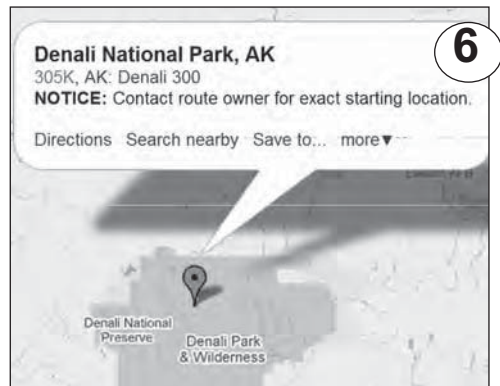 6
Denali National Park, AK
305K, AK: Denali 300
NOTICE: Contact route owner for exact starting location.
Directions Search nearby Save to... more▼
Denali National
Preserve
Denali Park
& Wilderness